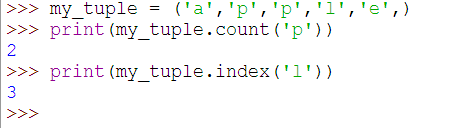 >>> my_tuple = ('a','p','p','l','e',)
>>> print(my_tuple.count('p'))
2
>>> print(my_tuple.index('l'))
3
>>>